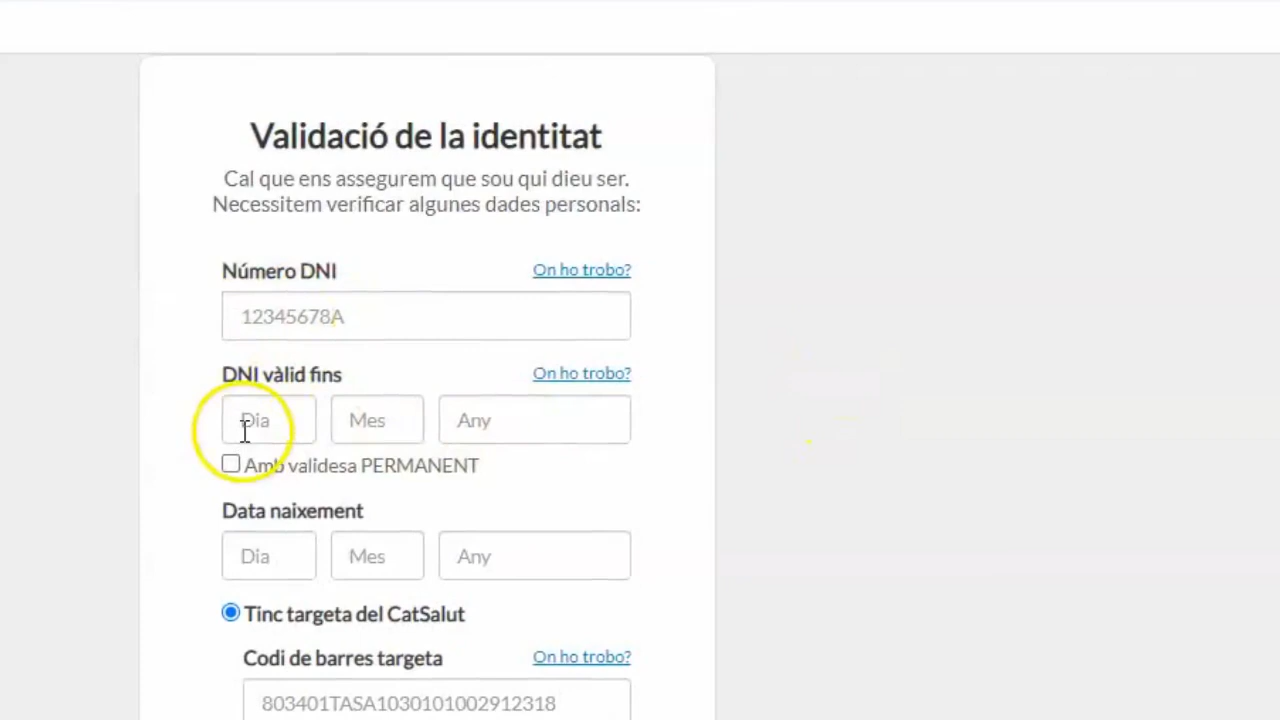 Validació de la identitat
Cal que ens assegurem que sou qui dieu ser.
Necessitem verificar algunes dades personals:
Número DNI On ho trobo?
12345678A
DNI vàlid fins On ho trobo?
Dia Mes Any
Amb validesa PERMANENT
Data naixement
Dia Mes Any
Tinc targeta del CatSalut
Codi de barres targeta On ho trobo?
803401TASA1030101002912318